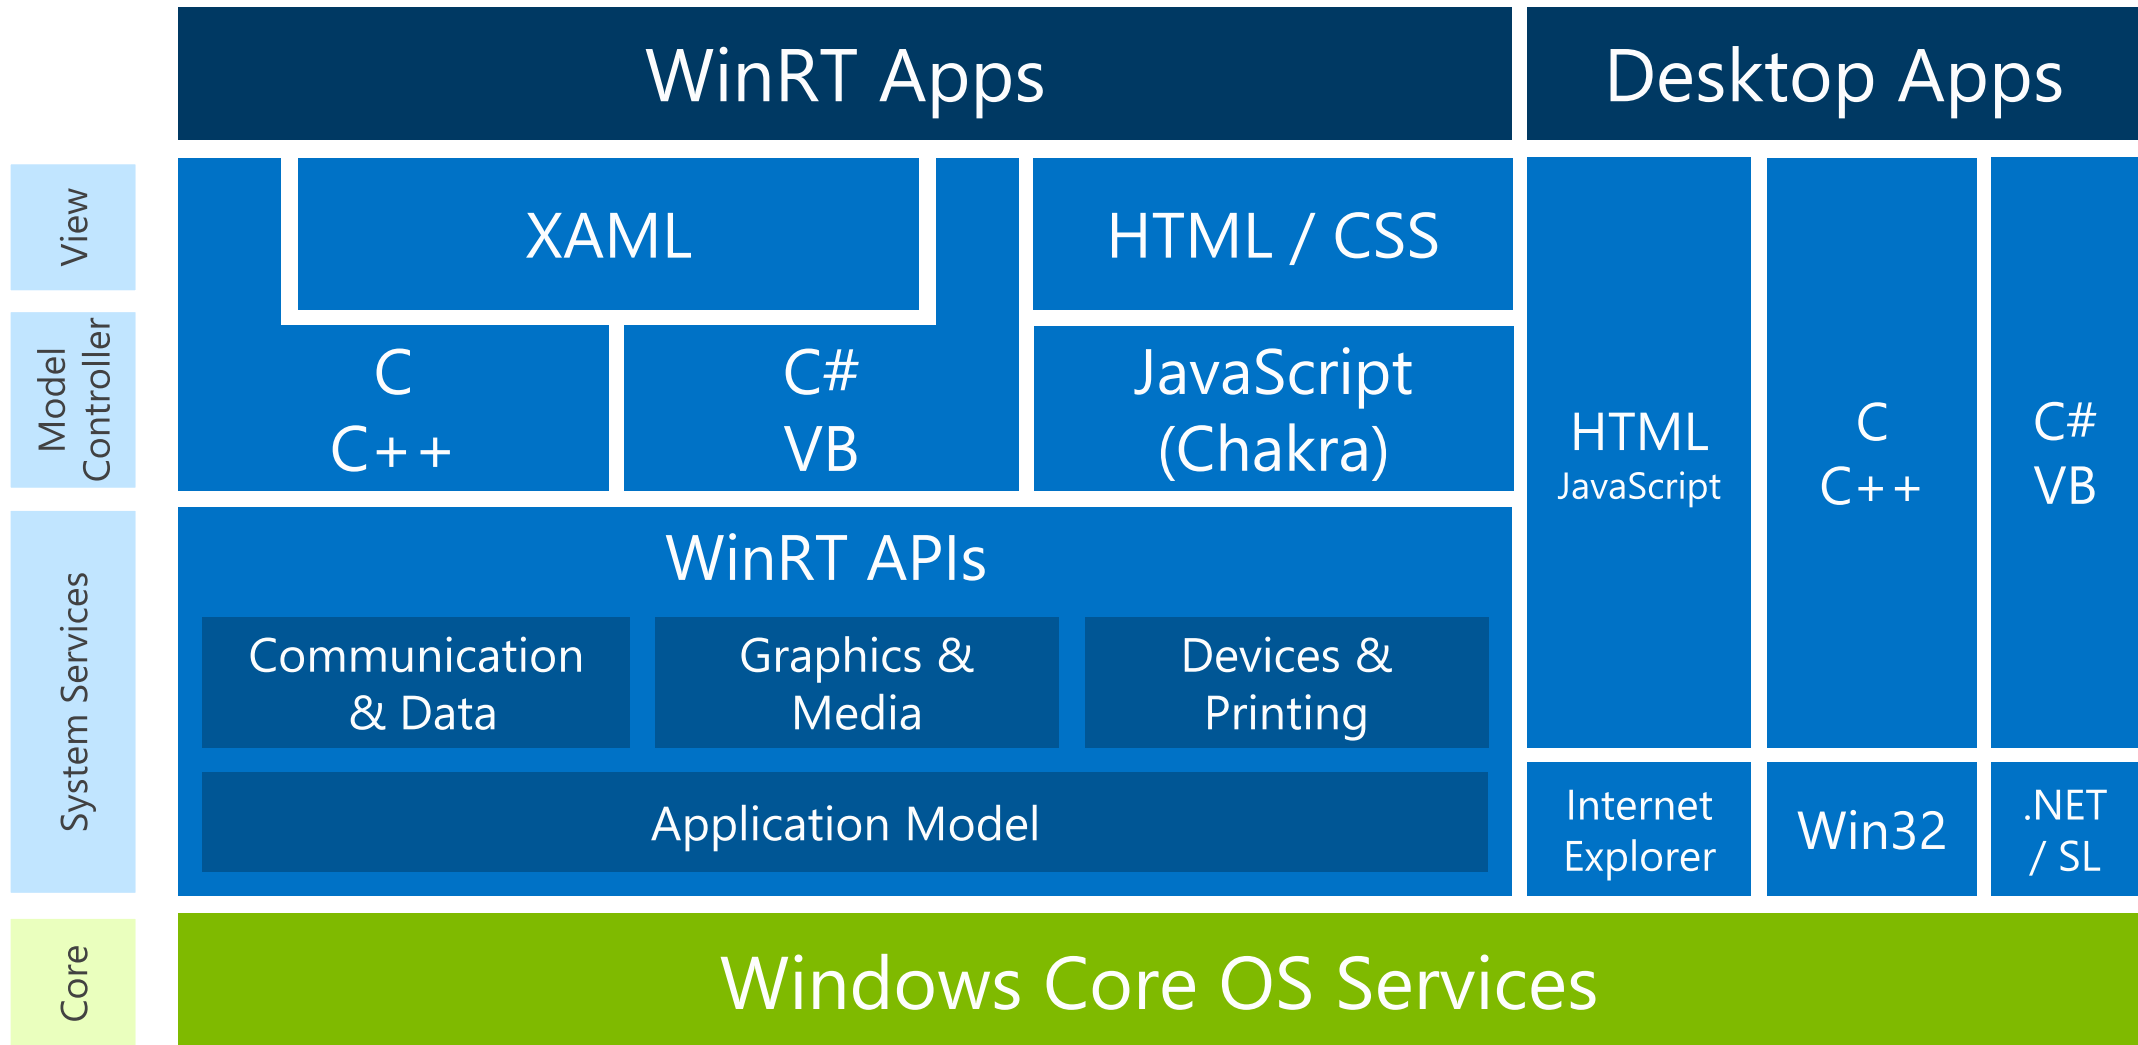 WinRT Apps
Desktop Apps
View
XAML
HTML / CSS
Model
Controller
C
C++
C#
VB
JavaScript
(Chakra)
HTML
JavaScript
C
C++
C#
VB
System Services
WinRT APIs
Communication
& Data
Graphics &
Media
Devices &
Printing
Application Model
Internet
Explorer
Win32
.NET
/ SL
Core
Windows Core OS Services